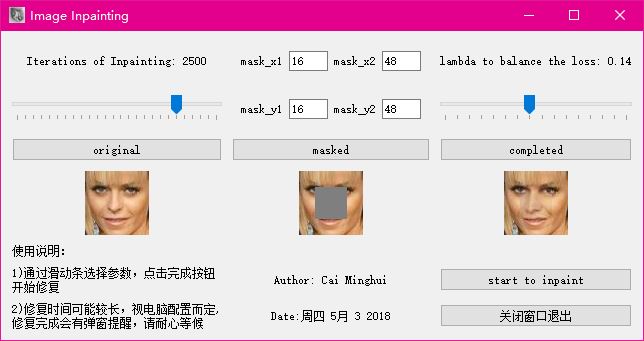 Image Inpainting
Iterations of Inpainting: 2500
mask_x1 16 mask_x2 48
lambda to balance the loss: 0.14
mask_y1 16 mask_y2 48
original
masked
completed
使用说明：
1)通过滑动条选择参数，点击完成按钮
开始修复
2)修复时间可能较长，视电脑配置而定，
修复完成会有弹窗提醒，请耐心等候
Author: Cai Minghui
Date:周四 5月 3 2018
start to inpaint
关闭窗口退出